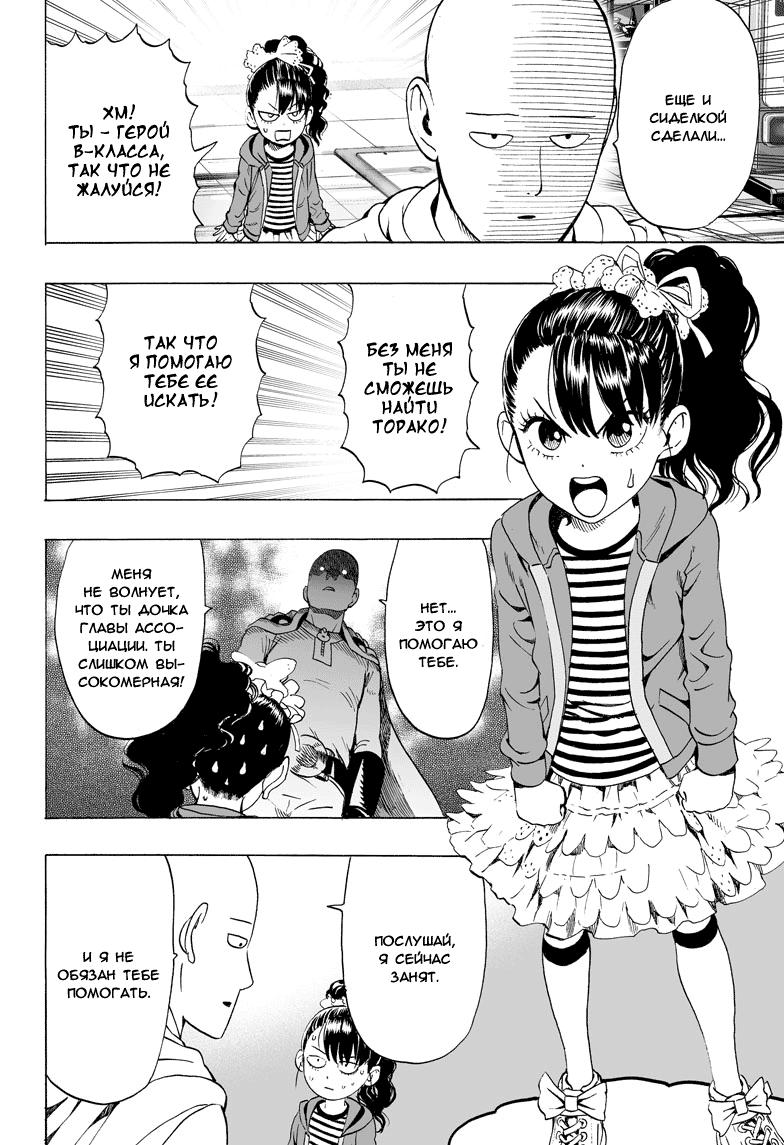 ЕЩЕ И
СИДЕЛКОЙ
СДЕЛАЛИ...
ХМ!
ТЫ - ГЕРОЙ
В-КЛАССА,
ТАК ЧТО НЕ
ЖАЛУЙСЯ!
БЕЗ МЕНЯ
ТЫ НЕ
СМОЖЕШЬ
НАЙТИ
ТОРАКО!
ТАК ЧТО
Я ПОМОГАЮ
ТЕБЕ ЕЕ
ИСКАТЬ!
НЕТ...
ЭТО Я
ПОМОГАЮ
ТЕБЕ.
МЕНЯ
НЕ ВОЛНУЕТ,
ЧТО ТЫ ДОЧКА
ГЛАВЫ АССО-
ЦИАЦИИ. ТЫ
СЛИШКОМ ВЫ-
СОКОМЕРНАЯ!
ПОСЛУШАЙ,
Я СЕЙЧАС
ЗАНЯТ.
И Я НЕ
ОБЯЗАН ТЕБЕ
ПОМОГАТЬ.